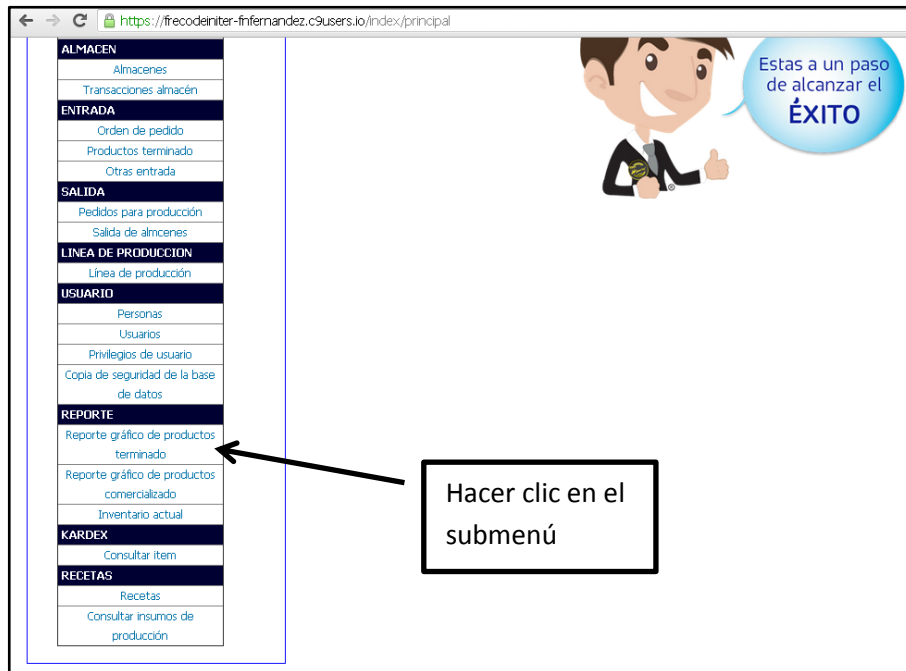 https://frecodeiniter-fnfernandez.c9users.io/index/principal
ALMACEN
Almacenes
Transacciones almacén
ENTRADA
Orden de pedido
Productos terminado
Otras entrada
SALIDA
Pedidos para producción
Salida de almcenes
LINEA DE PRODUCCION
Línea de producción
USUARIO
Personas
Usuarios
Privilegios de usuario
Copia de seguridad de la base
de datos
REPORTE
Reporte gráfico de productos
terminado
Reporte gráfico de productos
comercializado
Inventario actual
KARDEX
Consultar item
RECETAS
Recetas
Consultar insumos de
producción
Estas a un paso
de alcanzar el
ÉXITO
Hacer clic en el
submenú